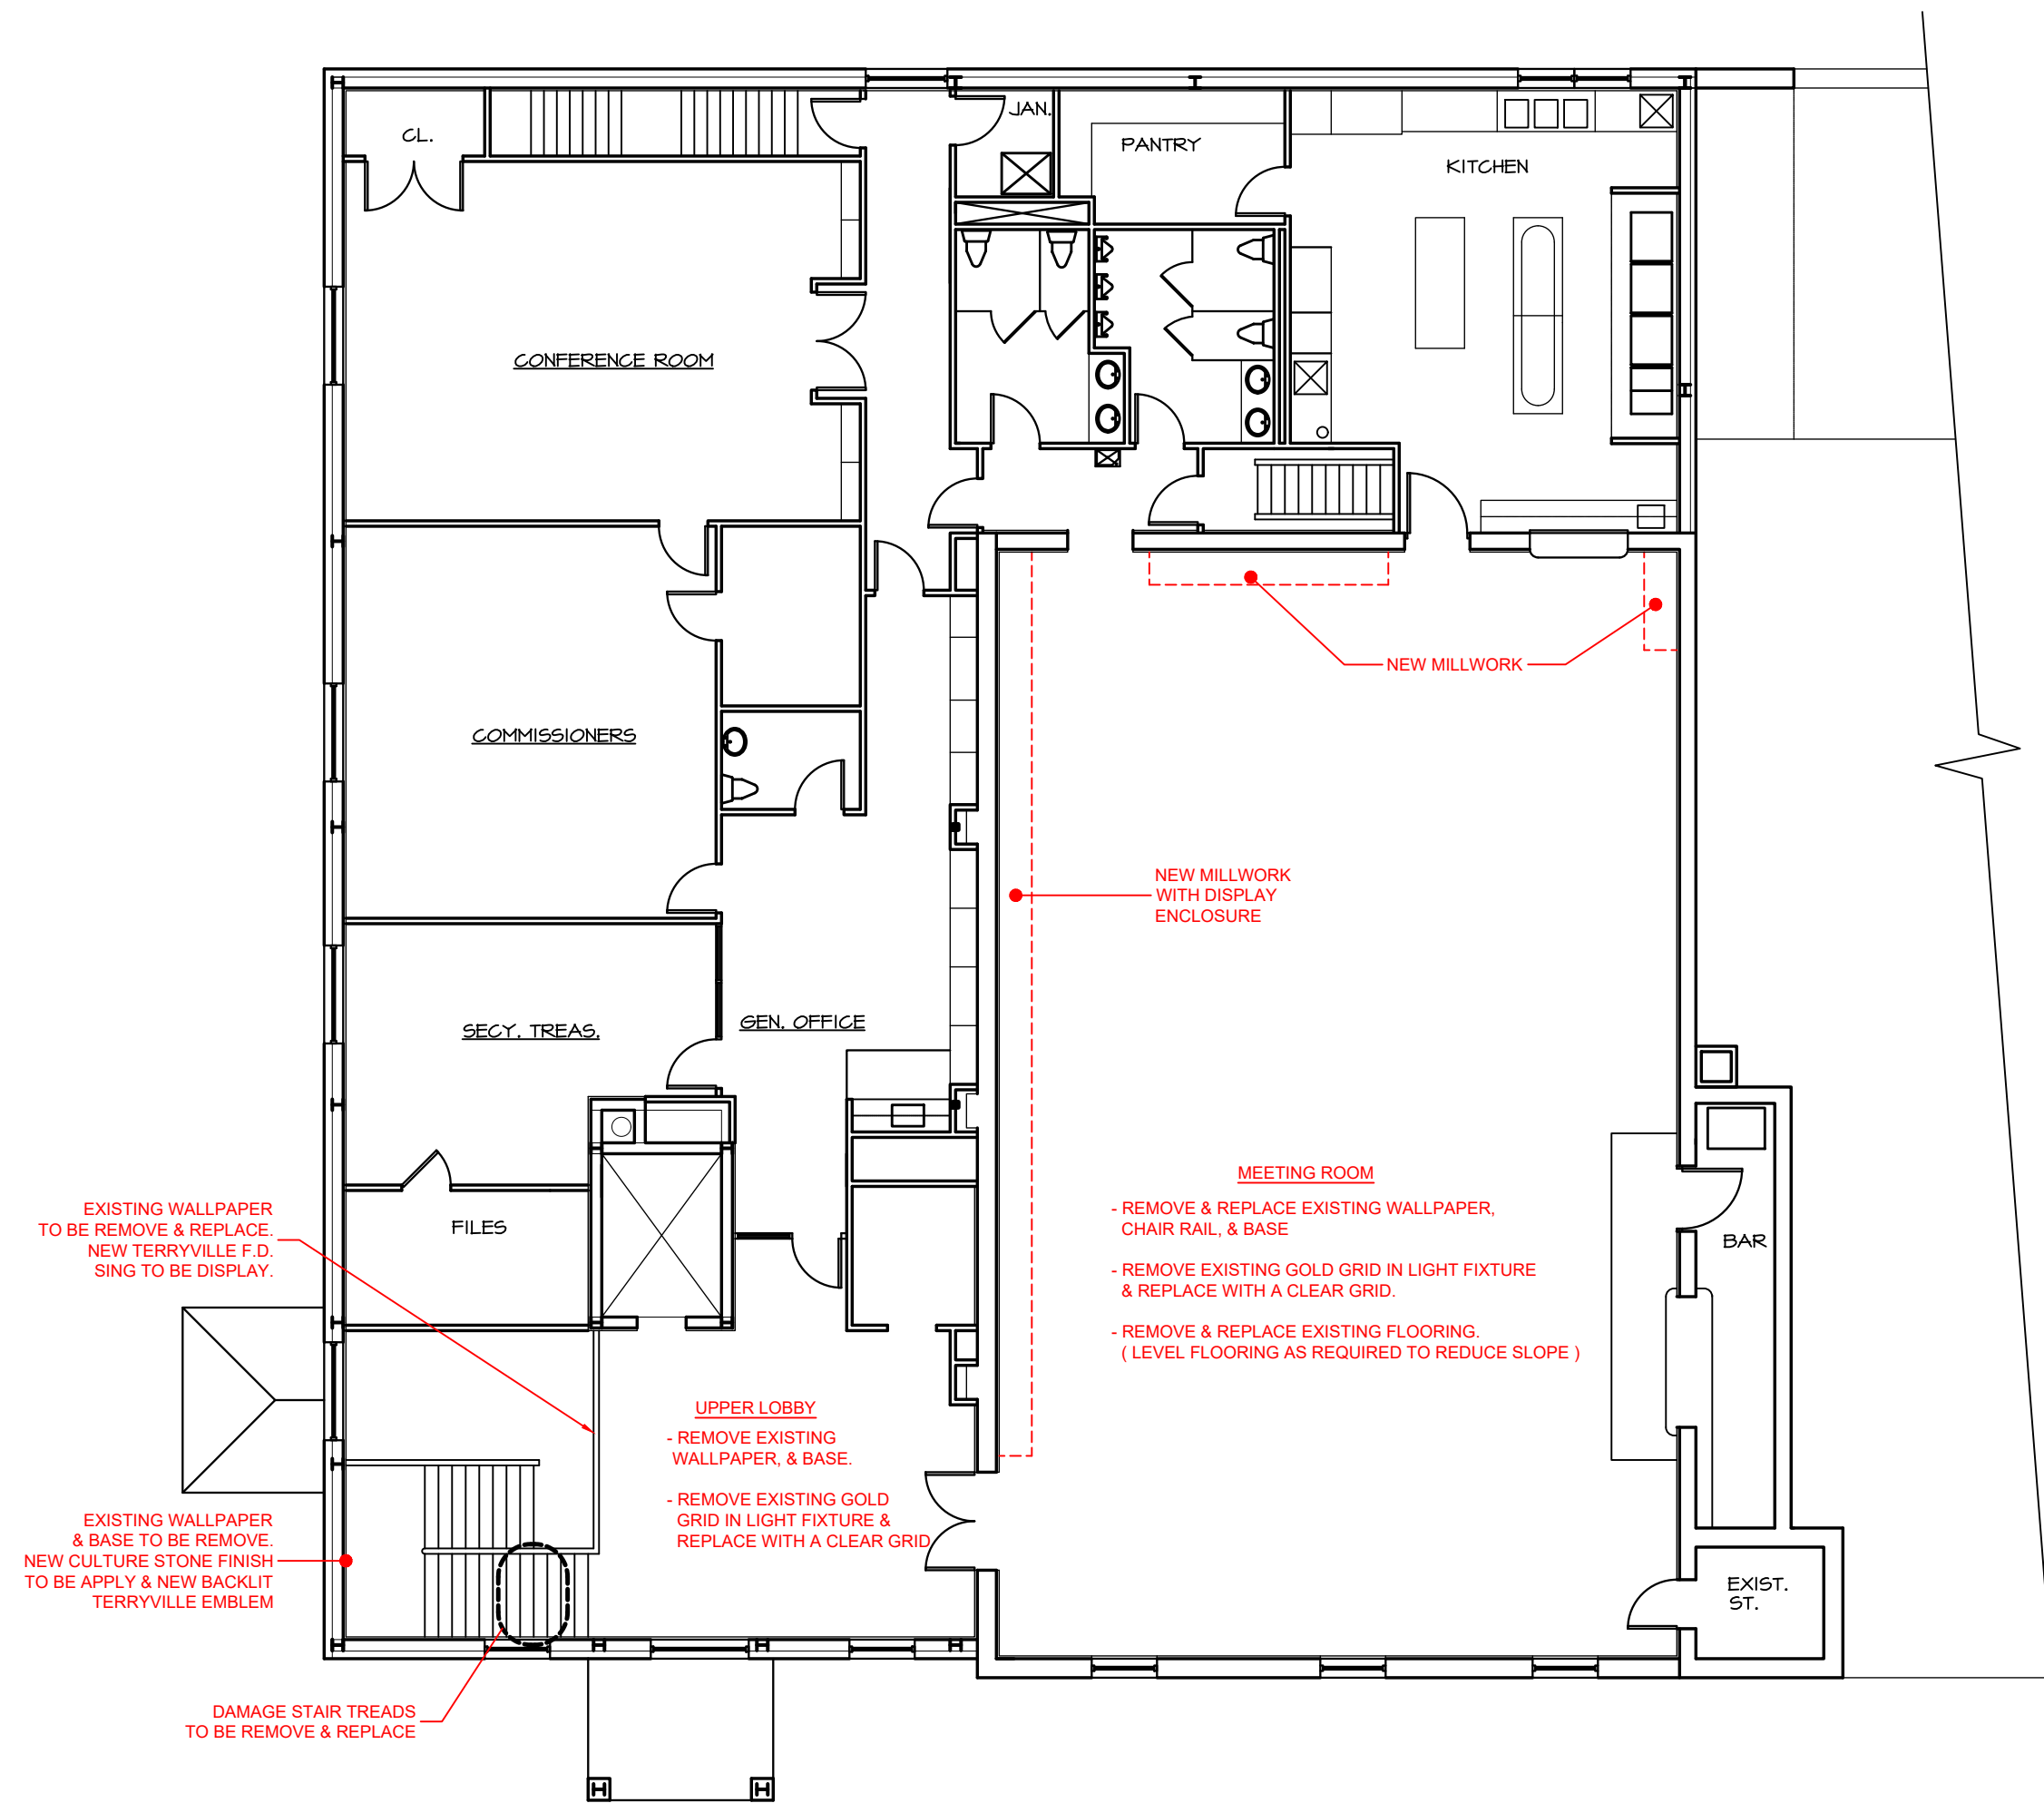 CL.
JAN.
PANTRY
KITCHEN
CONFERENCE ROOM
NEW MILLWORK
COMMISSIONERS
NEW MILLWORK
WITH DISPLAY
ENCLOSURE
SECY. TREAS.
GEN. OFFICE
FILES
EXISTING WALLPAPER
TO BE REMOVE & REPLACE.
NEW TERRYVILLE F.D.
SING TO BE DISPLAY.
MEETING ROOM
- REMOVE & REPLACE EXISTING WALLPAPER,
CHAIR RAIL, & BASE
- REMOVE EXISTING GOLD GRID IN LIGHT FIXTURE
& REPLACE WITH A CLEAR GRID.
- REMOVE & REPLACE EXISTING FLOORING.
( LEVEL FLOORING AS REQUIRED TO REDUCE SLOPE )
BAR
UPPER LOBBY
- REMOVE EXISTING
WALLPAPER, & BASE.
- REMOVE EXISTING GOLD
GRID IN LIGHT FIXTURE &
REPLACE WITH A CLEAR GRID
EXISTING WALLPAPER
& BASE TO BE REMOVE.
NEW CULTURE STONE FINISH
TO BE APPLY & NEW BACKLIT
TERRYVILLE EMBLEM
EXIST.
ST.
DAMAGE STAIR TREADS
TO BE REMOVE & REPLACE